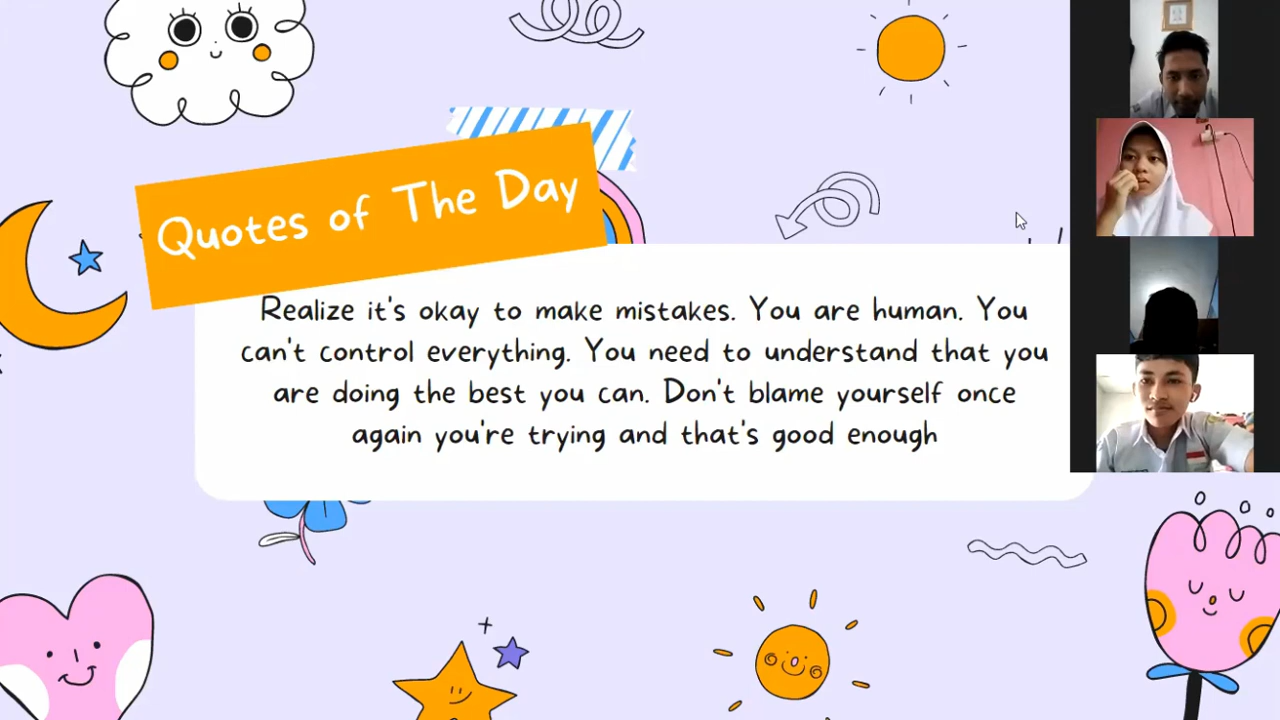 Quotes of The Day
Realize it's okay to make mistakes. You are human. You
can't control everything. You need to understand that you
are doing the best you can. Don't blame yourself once
again you're trying and that's good enough